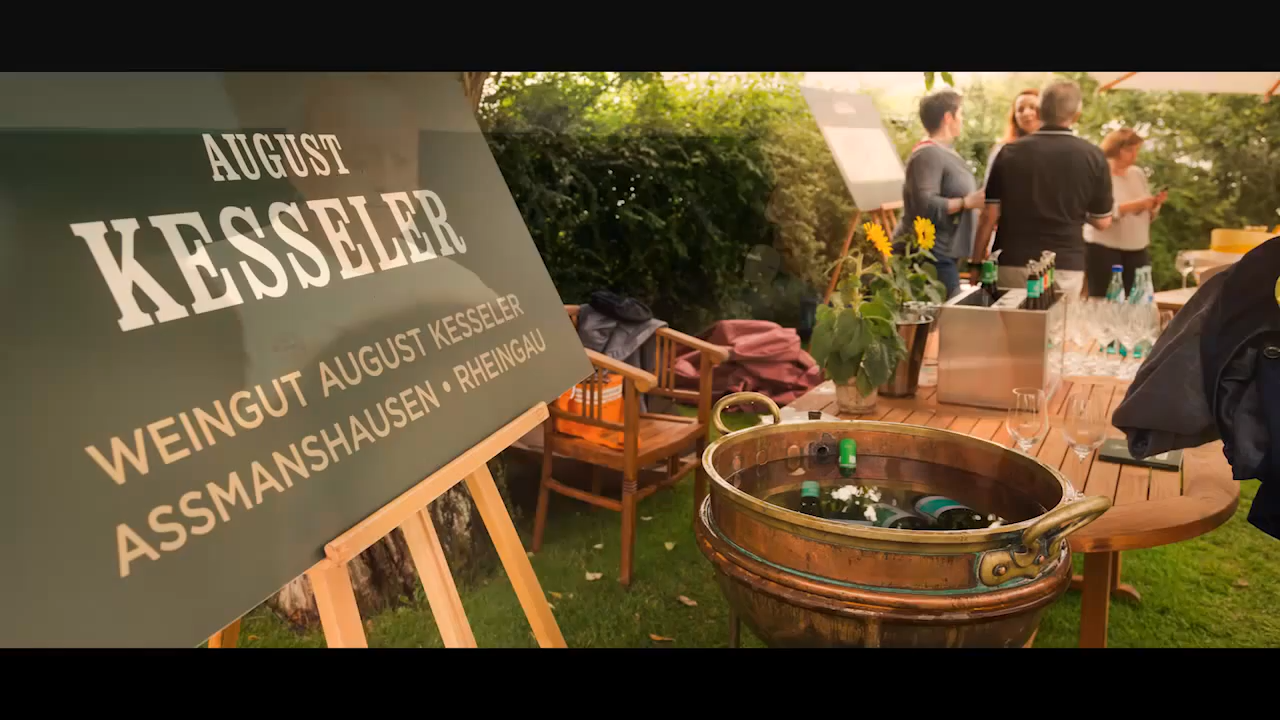 AUGUST
KESSELER
WEINGUT AUGUST KESSELER
ASSMANSHAUSEN • RHEINGAU